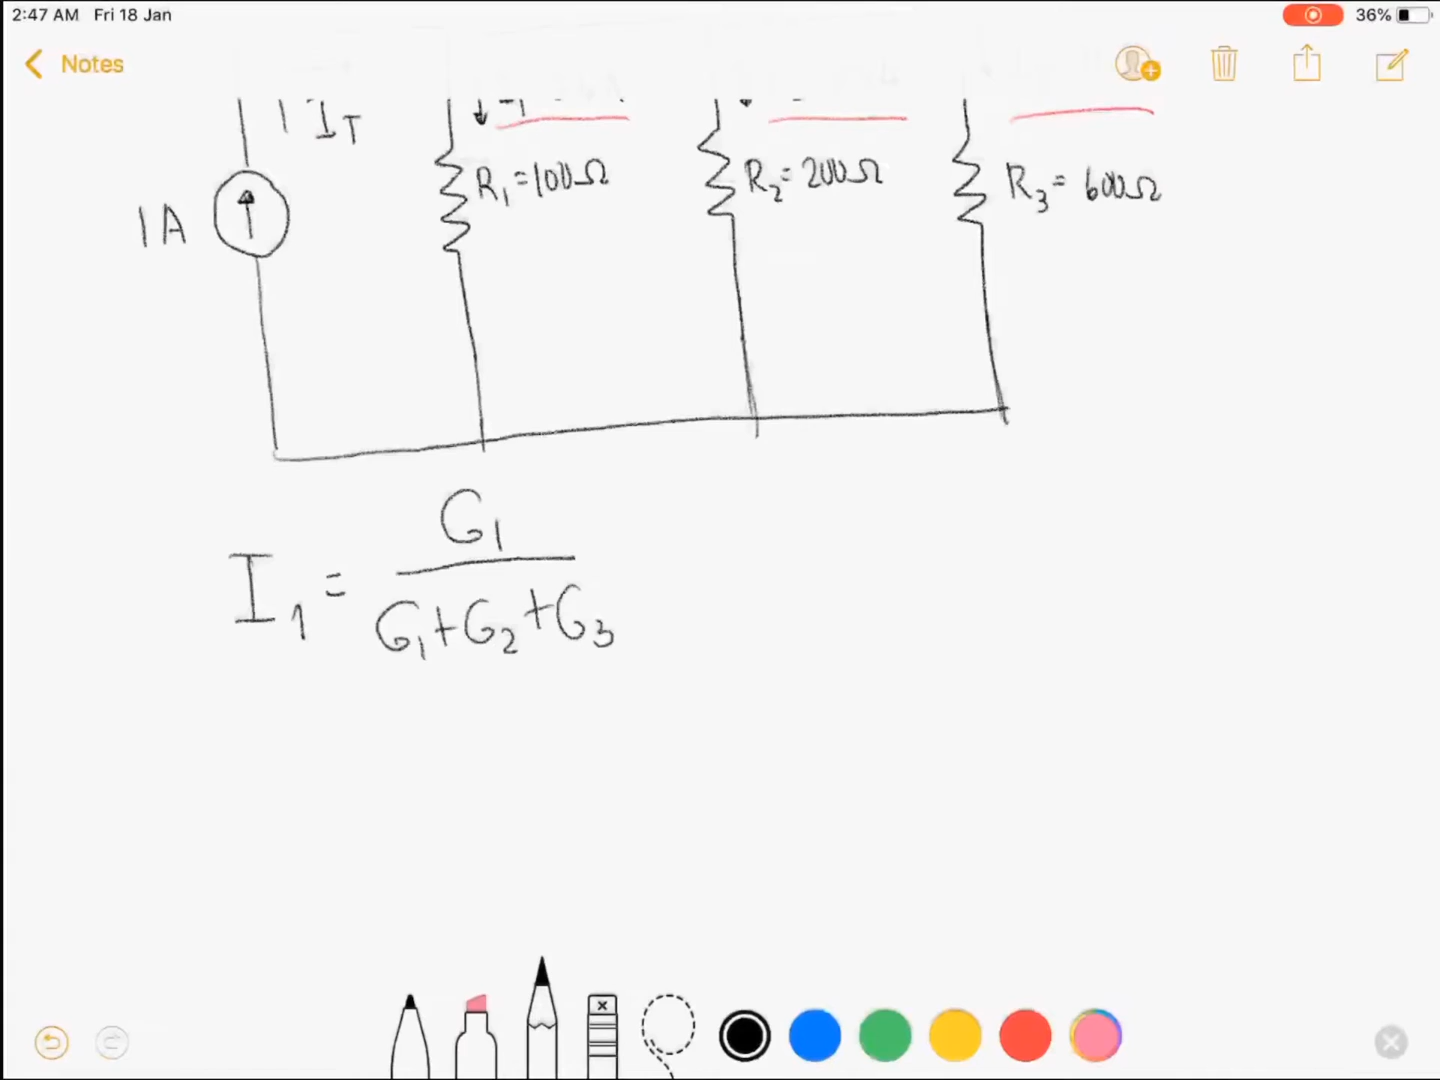 2:47 AM Fri 18 Jan 36%
Notes
I_T
R₁=100Ω R₂=200Ω R₃=600Ω
1A
G₁
I₁=
G₁+G₂+G₃